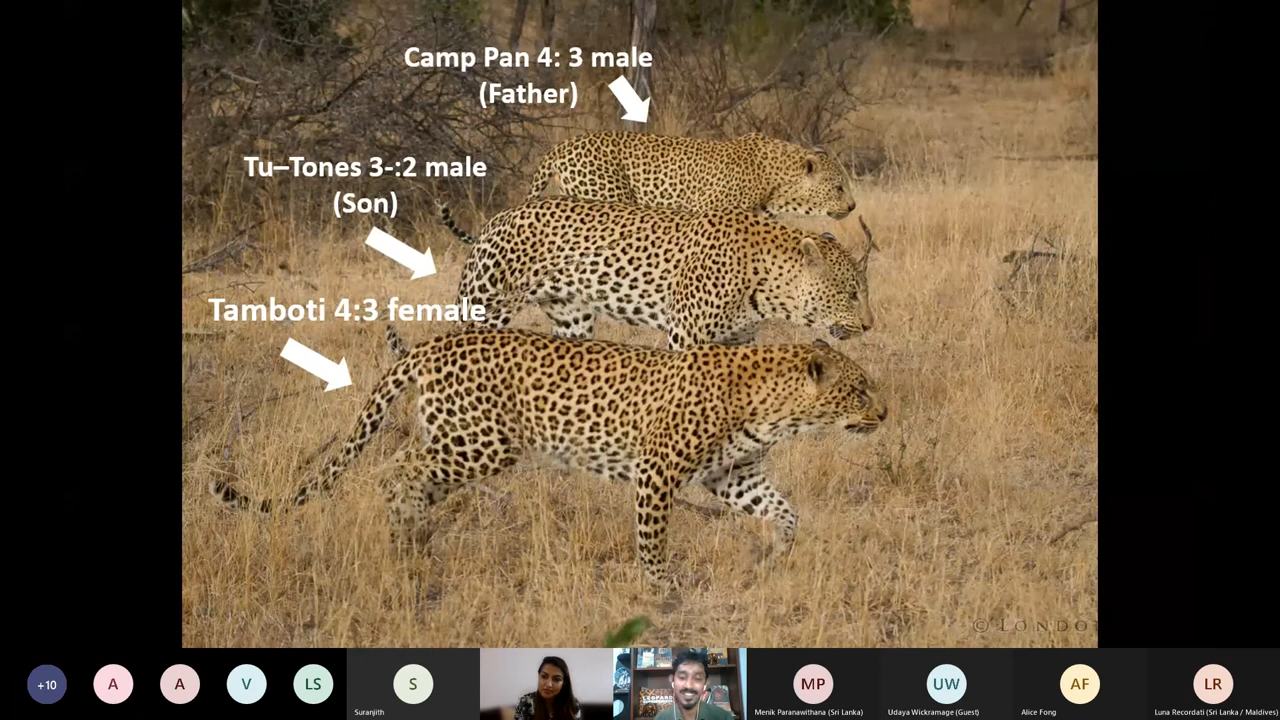 Camp Pan 4: 3 male
(Father)
Tu–Tones 3-:2 male
(Son)
Tamboti 4:3 female
© LONDO
+10
A
A
V
LS
S
Suranjith
LEOPARD
MP
Menik Paranawithana (Sri Lanka)
UW
Udaya Wickramage (Guest)
AF
Alice Fong
LR
Luna Recordati (Sri Lanka / Maldives)